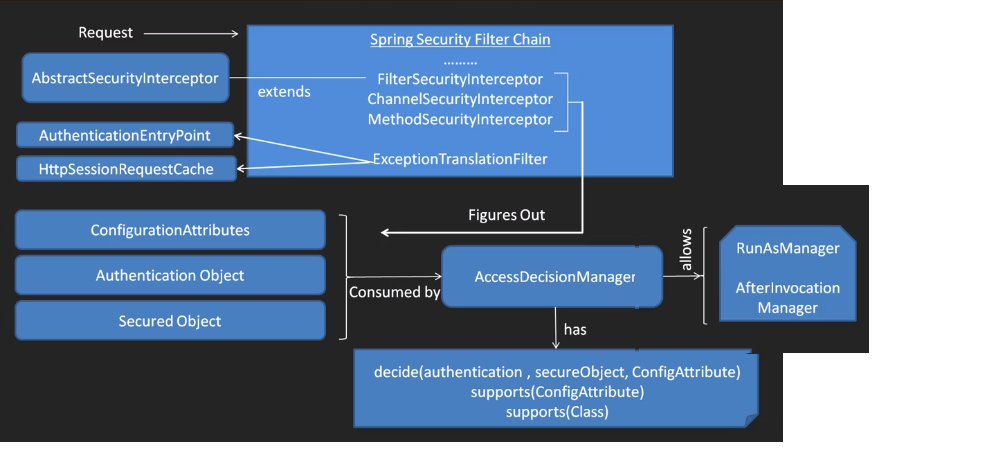 Request
Spring Security Filter Chain
………
AbstractSecurityInterceptor
extends
FilterSecurityInterceptor
ChannelSecurityInterceptor
MethodSecurityInterceptor
AuthenticationEntryPoint
HttpSessionRequestCache
ExceptionTranslationFilter
Figures Out
ConfigurationAttributes
Authentication Object
Secured Object
Consumed by
AccessDecisionManager
allows
RunAsManager
AfterInvocation
Manager
has
decide(authentication , secureObject, ConfigAttribute)
supports(ConfigAttribute)
supports(Class)